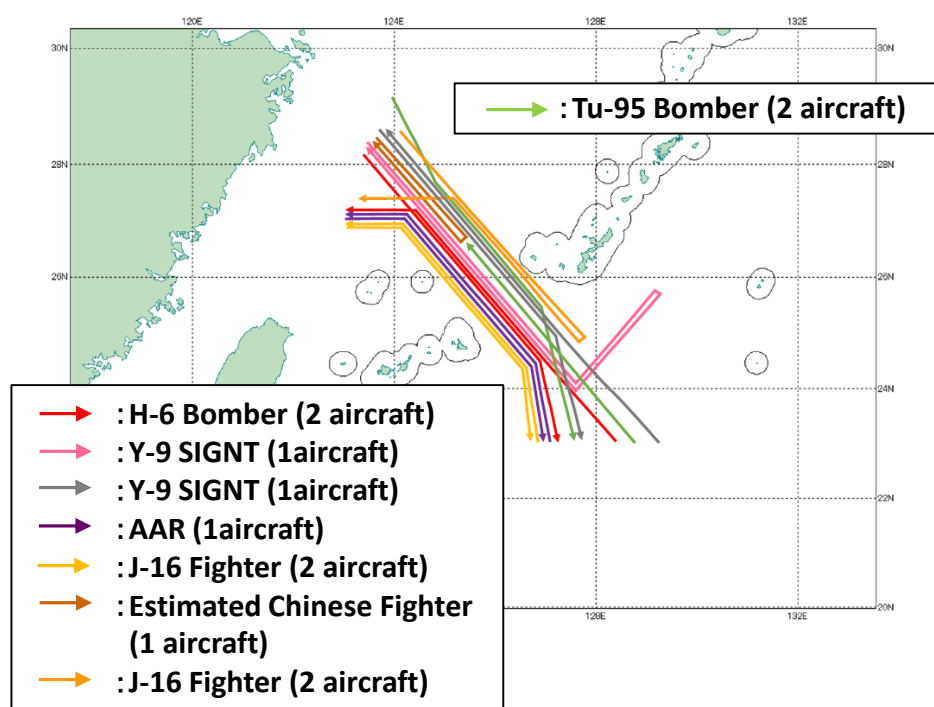 120E 124E 128E 132E
30N 30N
: Tu-95 Bomber (2 aircraft)
28N 28N
26N 26N
24N 24N
: H-6 Bomber (2 aircraft)
: Y-9 SIGNT (1aircraft)
: Y-9 SIGNT (1aircraft)
: AAR (1aircraft)
: J-16 Fighter (2 aircraft)
: Estimated Chinese Fighter
(1 aircraft)
: J-16 Fighter (2 aircraft)
22N
20N
128E 132E